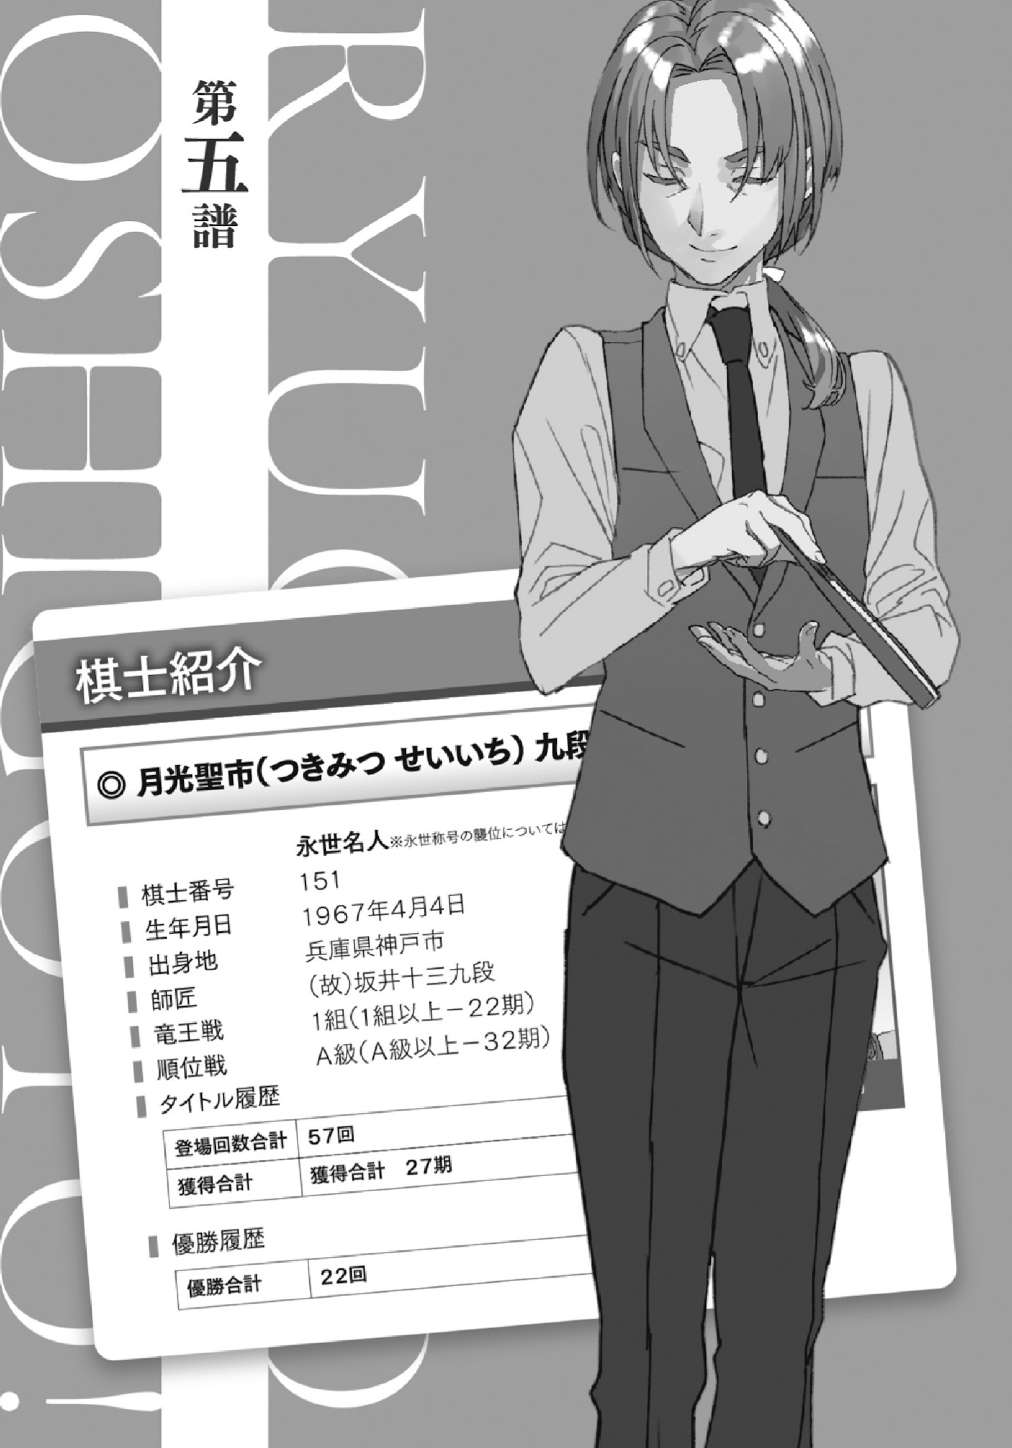 第五譜
RYUO
OSHI
棋士紹介
◎ 月光聖市（つきみつ せいいち） 九段
永世名人※永世称号の襲位については
棋士番号 151
生年月日 1967年4月4日
出身地 兵庫県神戸市
師匠 （故）坂井十三九段
竜王戦 1組（1組以上－22期）
順位戦 A級（A級以上－32期）
タイトル履歴
登場回数合計 57回
獲得合計 獲得合計 27期
優勝履歴
優勝合計 22回